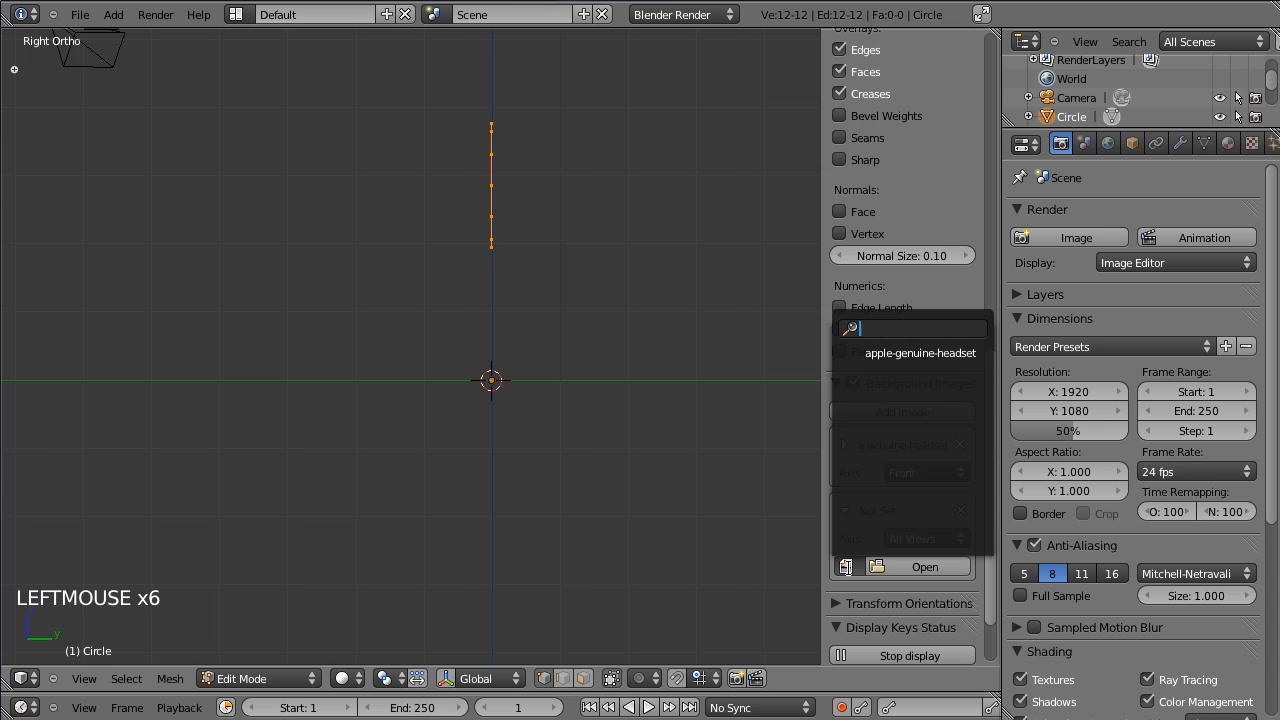 File Add Render Help Default Scene Blender Render Ve:12-12 | Ed:12-12 | Fa:0-0 | Circle
Right Ortho
LEFTMOUSE x6
y
(1) Circle
View Select Mesh Edit Mode Global
View Frame Playback Start: 1 End: 250 1 No Sync
Overlays:
Edges
Faces
Creases
Bevel Weights
Seams
Sharp
Normals:
Face
Vertex
Normal Size: 0.10
Numerics:
Edge Length
apple-genuine-headset
Background Images
Add Image
e-genuine-headset
Axis: Front
Not Set
Axis: All Views
Open
Transform Orientations
Display Keys Status
Stop display
View Search All Scenes
RenderLayers
World
Camera
Circle
Scene
Render
Image Animation
Display: Image Editor
Layers
Dimensions
Render Presets
Resolution: Frame Range:
X: 1920 Start: 1
Y: 1080 End: 250
50% Step: 1
Aspect Ratio: Frame Rate:
X: 1.000 24 fps
Y: 1.000 Time Remapping:
Border Crop O: 100 N: 100
Anti-Aliasing
5 8 11 16 Mitchell-Netravali
Full Sample Size: 1.000
Sampled Motion Blur
Shading
Textures Ray Tracing
Shadows Color Management